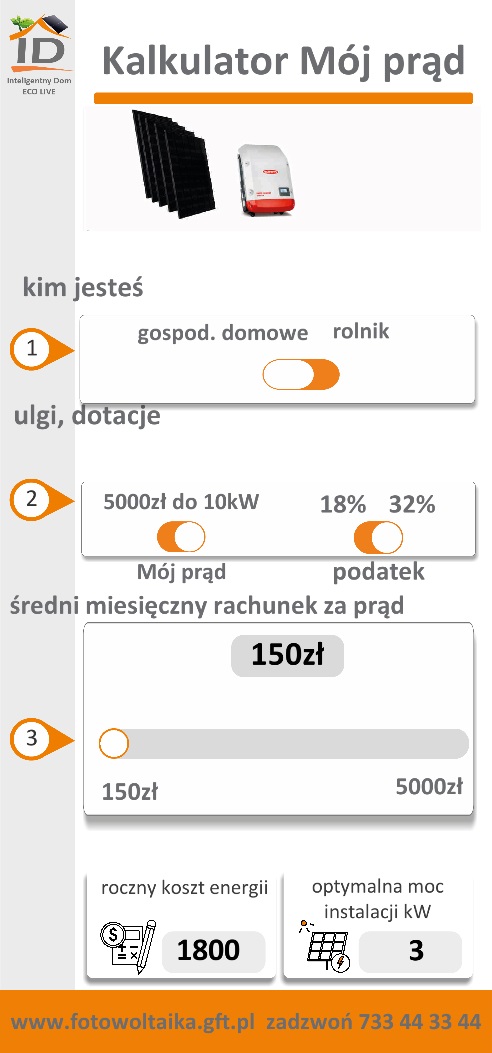 ID
Inteligentny Dom
ECO LIVE
Kalkulator Mój prąd
kim jesteś
1
gospod. domowe rolnik
ulgi, dotacje
2
5000zł do 10kW 18% 32%
Mój prąd podatek
średni miesięczny rachunek za prąd
150zł
3
150zł 5000zł
roczny koszt energii
1800
optymalna moc
instalacji kW
3
www.fotowoltaika.gft.pl zadzwoń 733 44 33 44